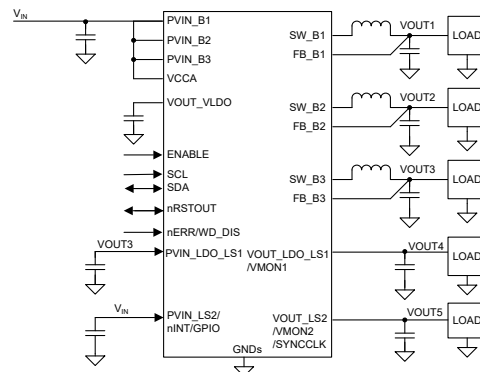 VIN
PVIN_B1
PVIN_B2
PVIN_B3
VCCA
VOUT_VLDO
ENABLE
SCL
SDA
nRSTOUT
nERR/WD_DIS
VOUT3
PVIN_LDO_LS1
VIN
PVIN_LS2/
nINT/GPIO
SW_B1
FB_B1
SW_B2
FB_B2
SW_B3
FB_B3
VOUT_LDO_LS1
/VMON1
VOUT_LS2
/VMON2
/SYNCCLK
GNDs
VOUT1
LOAD
VOUT2
LOAD
VOUT3
LOAD
VOUT4
LOAD
VOUT5
LOAD